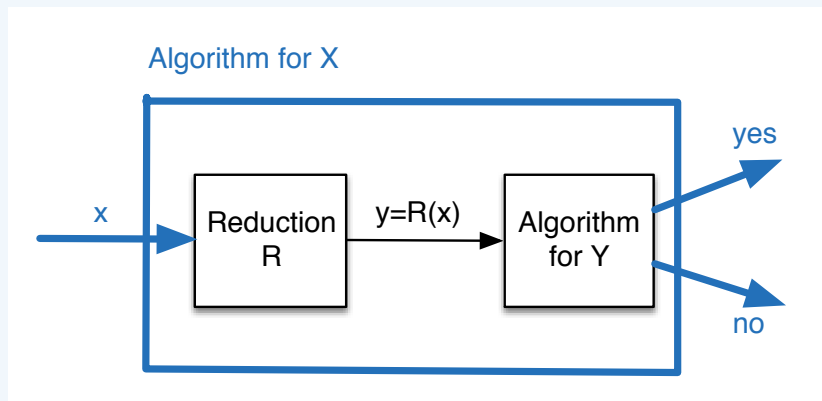 Algorithm for X
yes
x
Reduction
R
y=R(x)
Algorithm
for Y
no